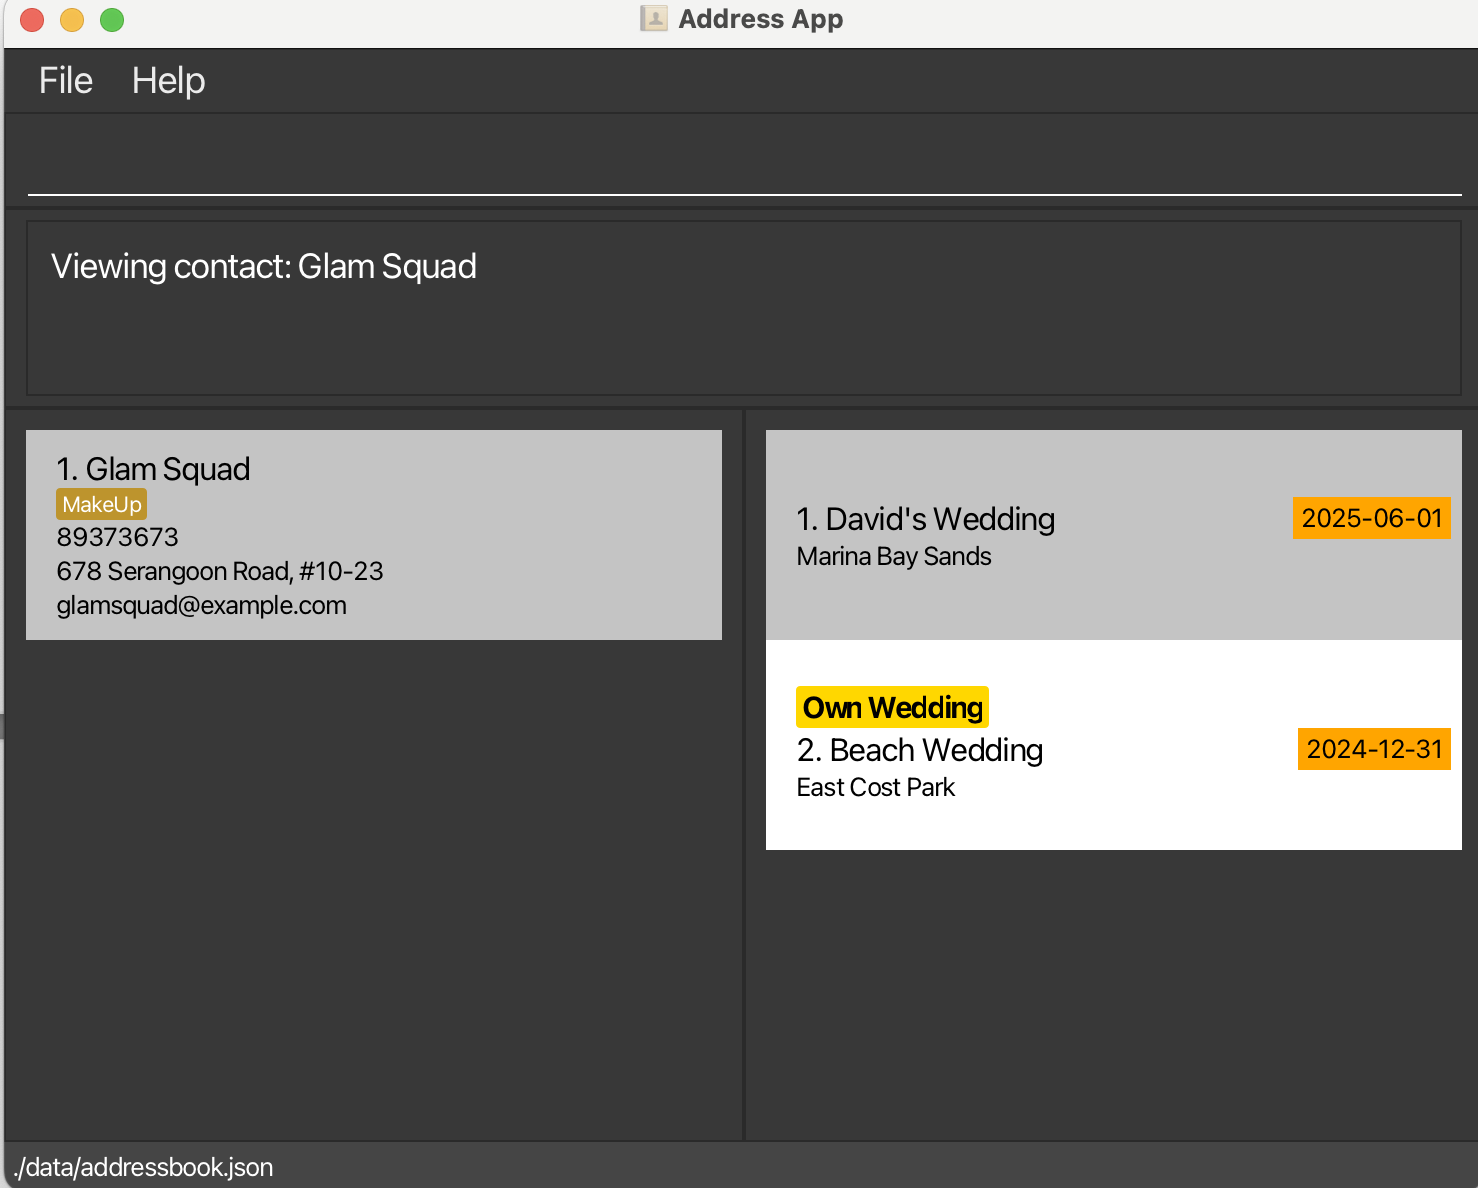 Address App
File Help
Viewing contact: Glam Squad
1. Glam Squad
MakeUp
89373673
678 Serangoon Road, #10-23
glamsquad@example.com
1. David's Wedding
2025-06-01
Marina Bay Sands
Own Wedding
2. Beach Wedding
2024-12-31
East Cost Park
./data/addressbook.json